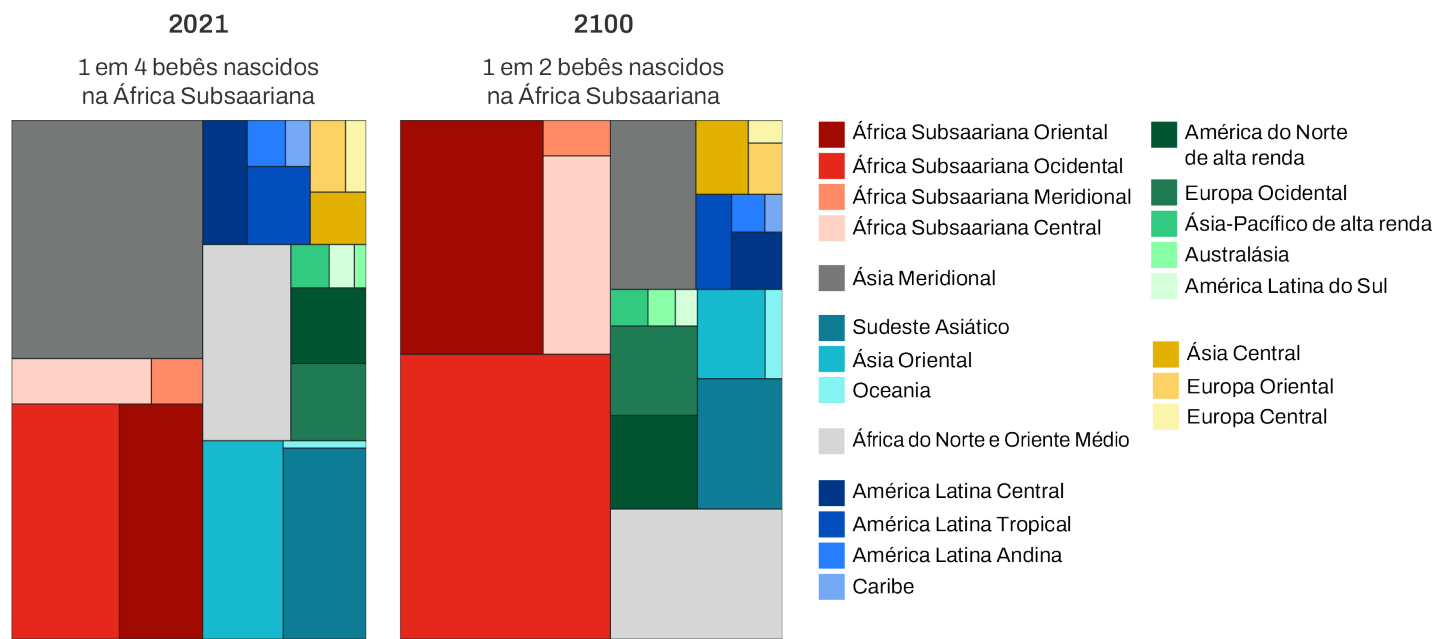 2021
1 em 4 bebês nascidos
na África Subsaariana
2100
1 em 2 bebês nascidos
na África Subsaariana
África Subsaariana Oriental
África Subsaariana Ocidental
África Subsaariana Meridional
África Subsaariana Central
Ásia Meridional
Sudeste Asiático
Ásia Oriental
Oceania
África do Norte e Oriente Médio
América Latina Central
América Latina Tropical
América Latina Andina
Caribe
América do Norte
de alta renda
Europa Ocidental
Ásia-Pacífico de alta renda
Australásia
América Latina do Sul
Ásia Central
Europa Oriental
Europa Central